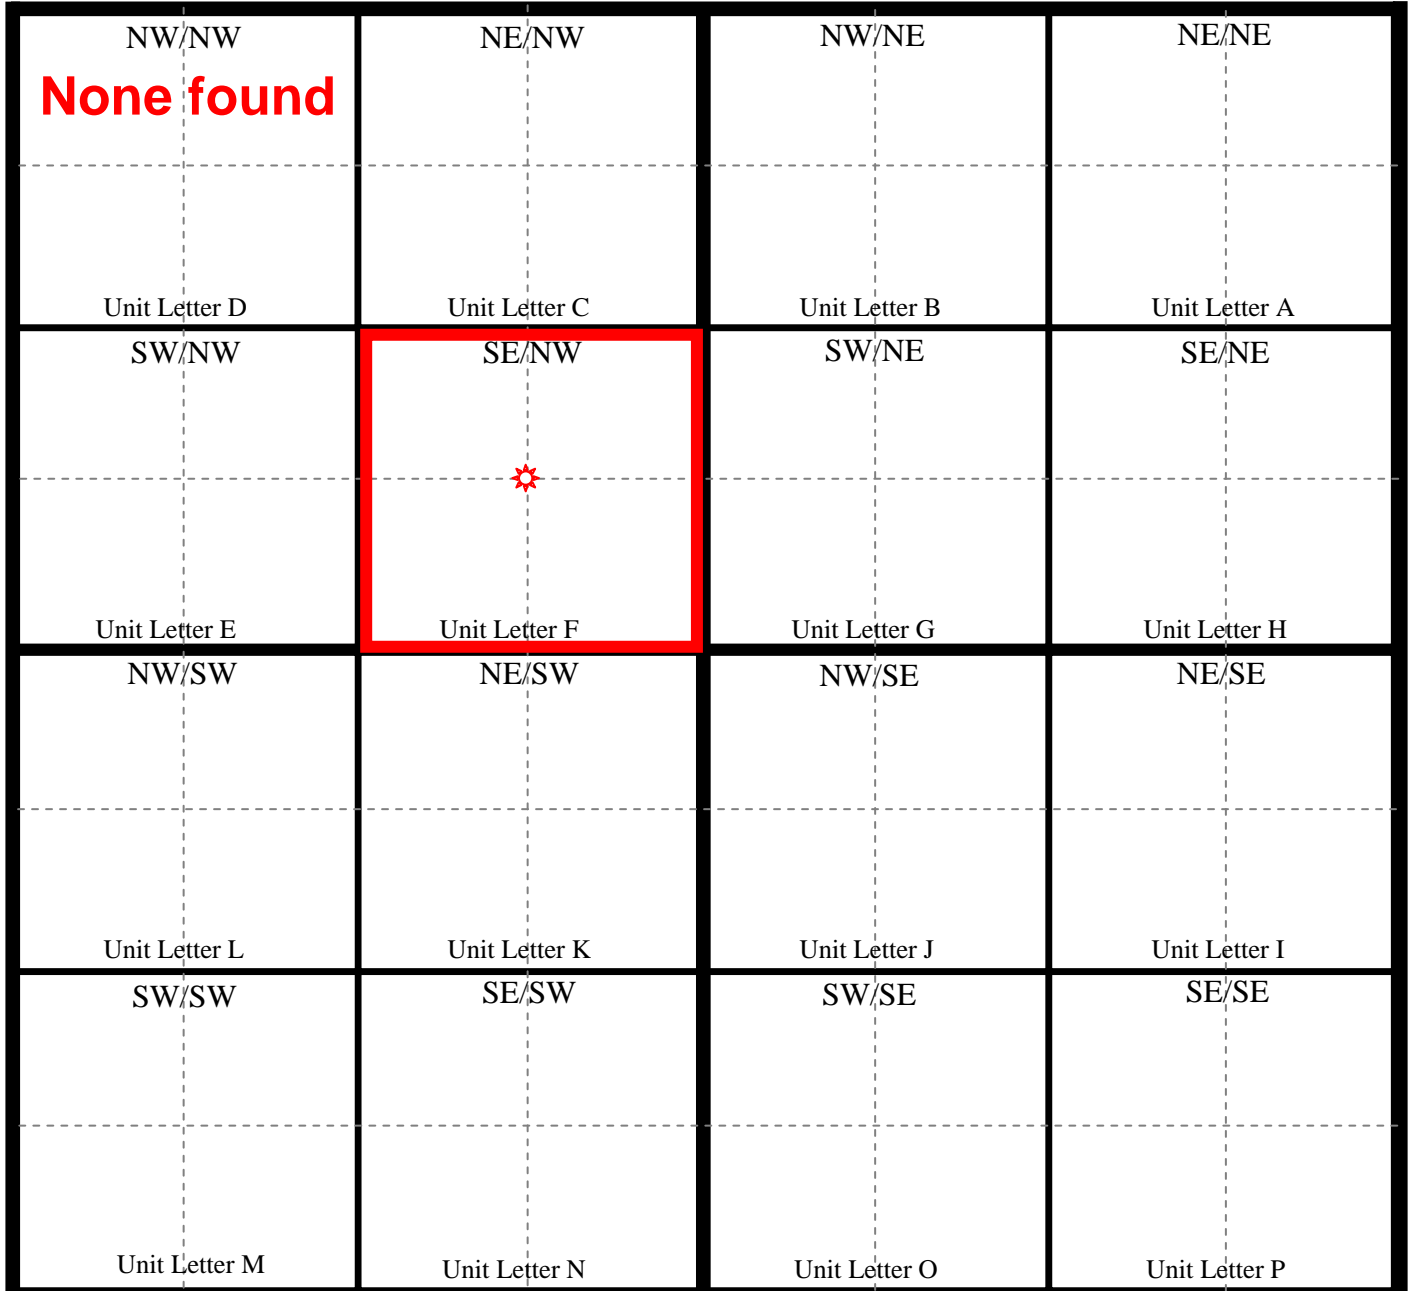 NW/NW NE/NW NW/NE NE/NE
None found
Unit Letter D Unit Letter C Unit Letter B Unit Letter A
SW/NW SE/NW SW/NE SE/NE
Unit Letter E Unit Letter F Unit Letter G Unit Letter H
NW/SW NE/SW NW/SE NE/SE
Unit Letter L Unit Letter K Unit Letter J Unit Letter I
SW/SW SE/SW SW/SE SE/SE
Unit Letter M Unit Letter N Unit Letter O Unit Letter P